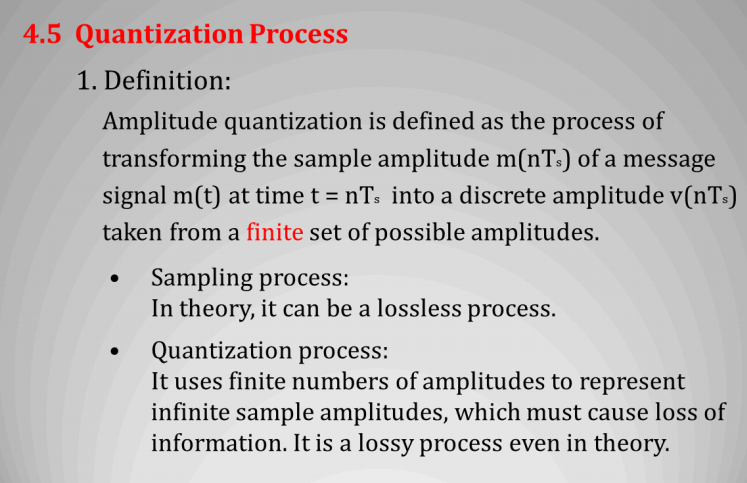 4.5 Quantization Process
1. Definition:
Amplitude quantization is defined as the process of
transforming the sample amplitude m(nTₛ) of a message
signal m(t) at time t = nTₛ into a discrete amplitude v(nTₛ)
taken from a finite set of possible amplitudes.
• Sampling process:
In theory, it can be a lossless process.
• Quantization process:
It uses finite numbers of amplitudes to represent
infinite sample amplitudes, which must cause loss of
information. It is a lossy process even in theory.